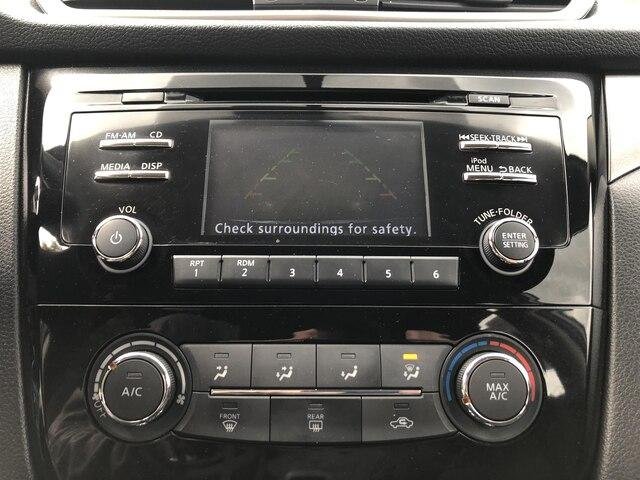 SCAN
FM·AM CD
SEEK·TRACK
MEDIA DISP
iPod
MENU BACK
VOL
TUNE·FOLDER
Check surroundings for safety.
ENTER
SETTING
RPT RDM
1 2 3 4 5 6
A/C
OFF
MAX
A/C
FRONT REAR